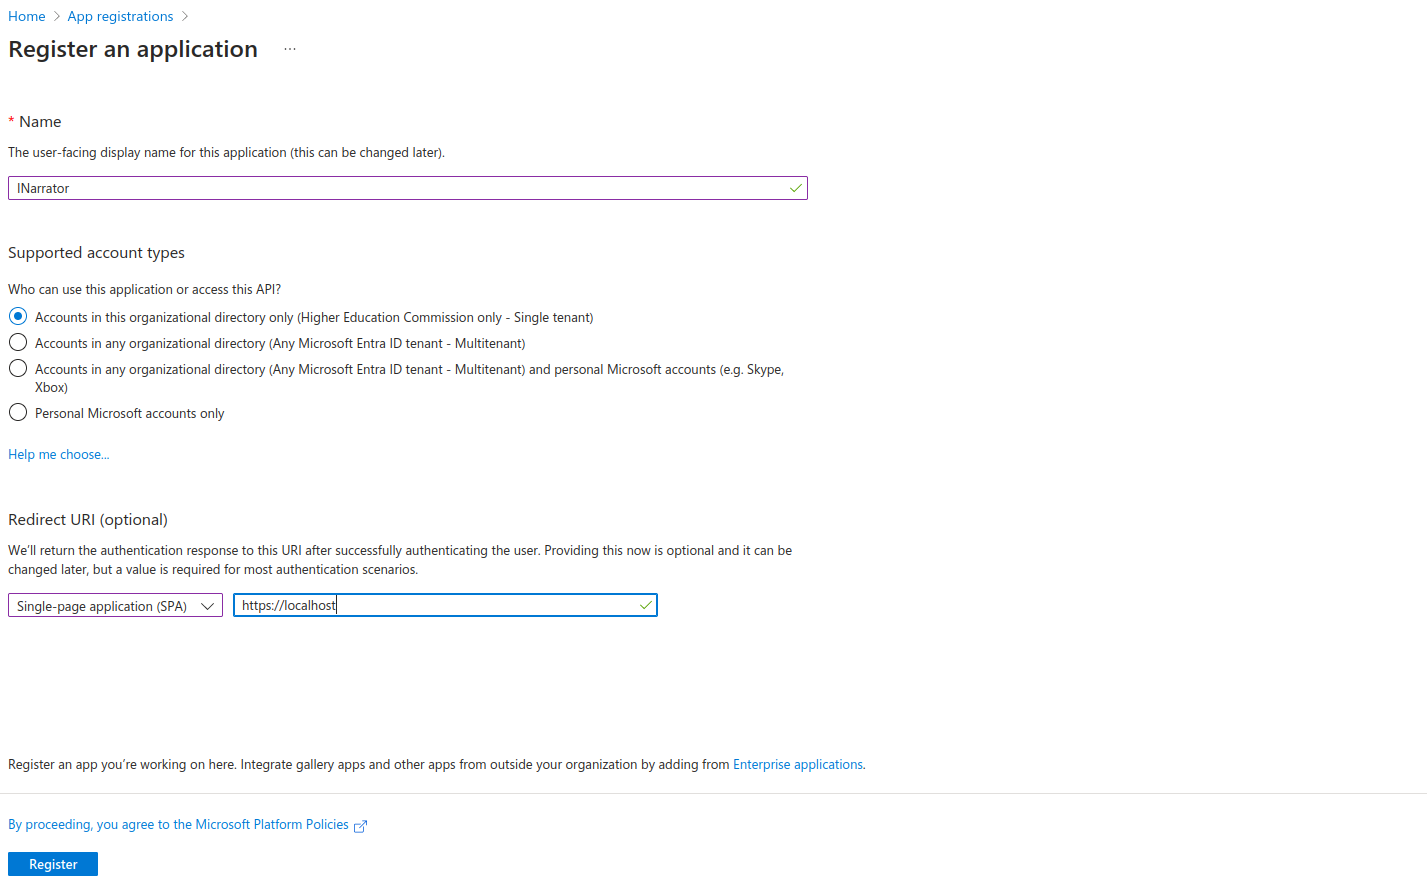 Home > App registrations >
Register an application ...
* Name
The user-facing display name for this application (this can be changed later).
INarrator
Supported account types
Who can use this application or access this API?
Accounts in this organizational directory only (Higher Education Commission only - Single tenant)
Accounts in any organizational directory (Any Microsoft Entra ID tenant - Multitenant)
Accounts in any organizational directory (Any Microsoft Entra ID tenant - Multitenant) and personal Microsoft accounts (e.g. Skype,
Xbox)
Personal Microsoft accounts only
Help me choose...
Redirect URI (optional)
We'll return the authentication response to this URI after successfully authenticating the user. Providing this now is optional and it can be
changed later, but a value is required for most authentication scenarios.
Single-page application (SPA) https://localhost
Register an app you're working on here. Integrate gallery apps and other apps from outside your organization by adding from Enterprise applications.
By proceeding, you agree to the Microsoft Platform Policies
Register